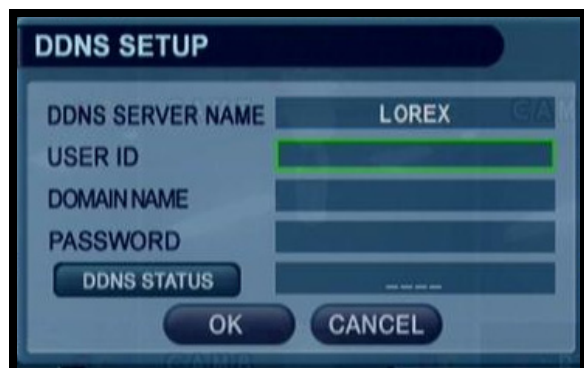 DDNS SETUP
DDNS SERVER NAME LOREX
USER ID
DOMAIN NAME
PASSWORD
DDNS STATUS ----
OK CANCEL